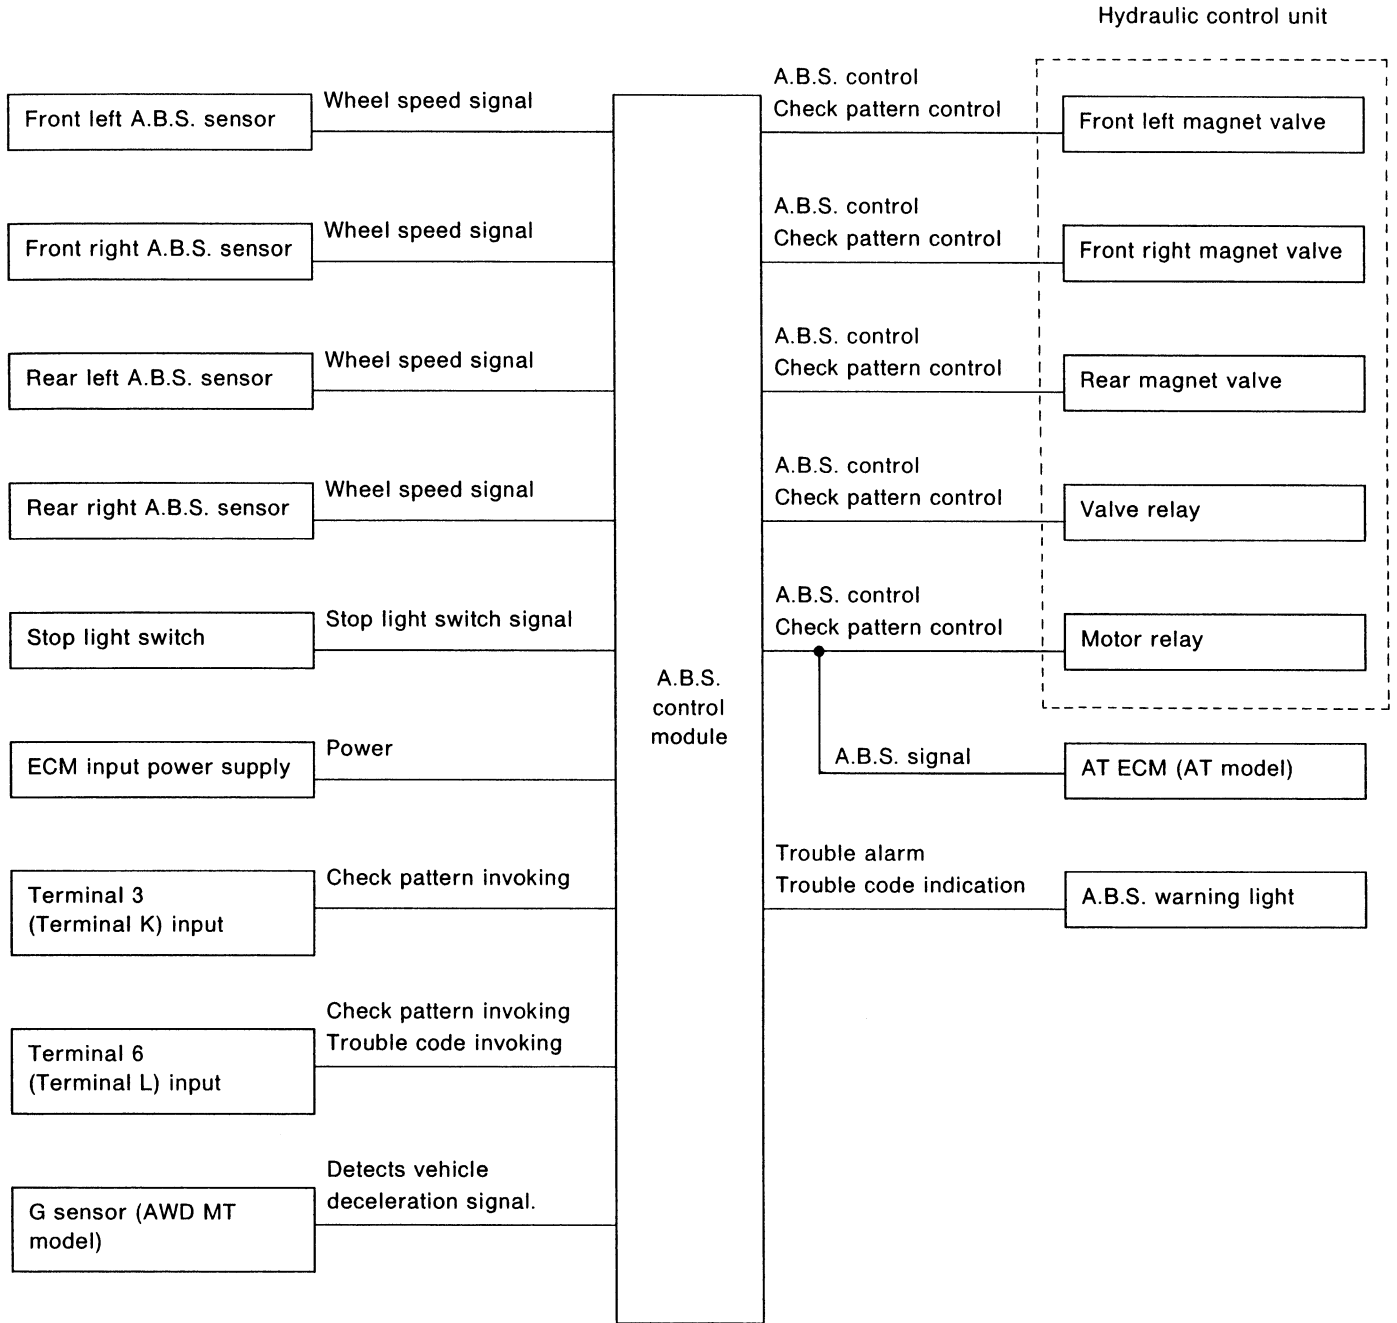 Hydraulic control unit
Front left A.B.S. sensor
Wheel speed signal
Front right A.B.S. sensor
Wheel speed signal
Rear left A.B.S. sensor
Wheel speed signal
Rear right A.B.S. sensor
Wheel speed signal
Stop light switch
Stop light switch signal
ECM input power supply
Power
Terminal 3
(Terminal K) input
Check pattern invoking
Terminal 6
(Terminal L) input
Check pattern invoking
Trouble code invoking
G sensor (AWD MT
model)
Detects vehicle
deceleration signal.
A.B.S.
control
module
A.B.S. control
Check pattern control
Front left magnet valve
A.B.S. control
Check pattern control
Front right magnet valve
A.B.S. control
Check pattern control
Rear magnet valve
A.B.S. control
Check pattern control
Valve relay
A.B.S. control
Check pattern control
Motor relay
A.B.S. signal
AT ECM (AT model)
Trouble alarm
Trouble code indication
A.B.S. warning light